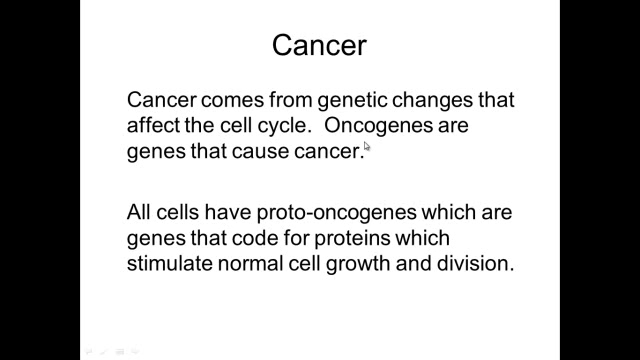 Cancer
Cancer comes from genetic changes that
affect the cell cycle.  Oncogenes are
genes that cause cancer.
All cells have proto-oncogenes which are
genes that code for proteins which
stimulate normal cell growth and division.